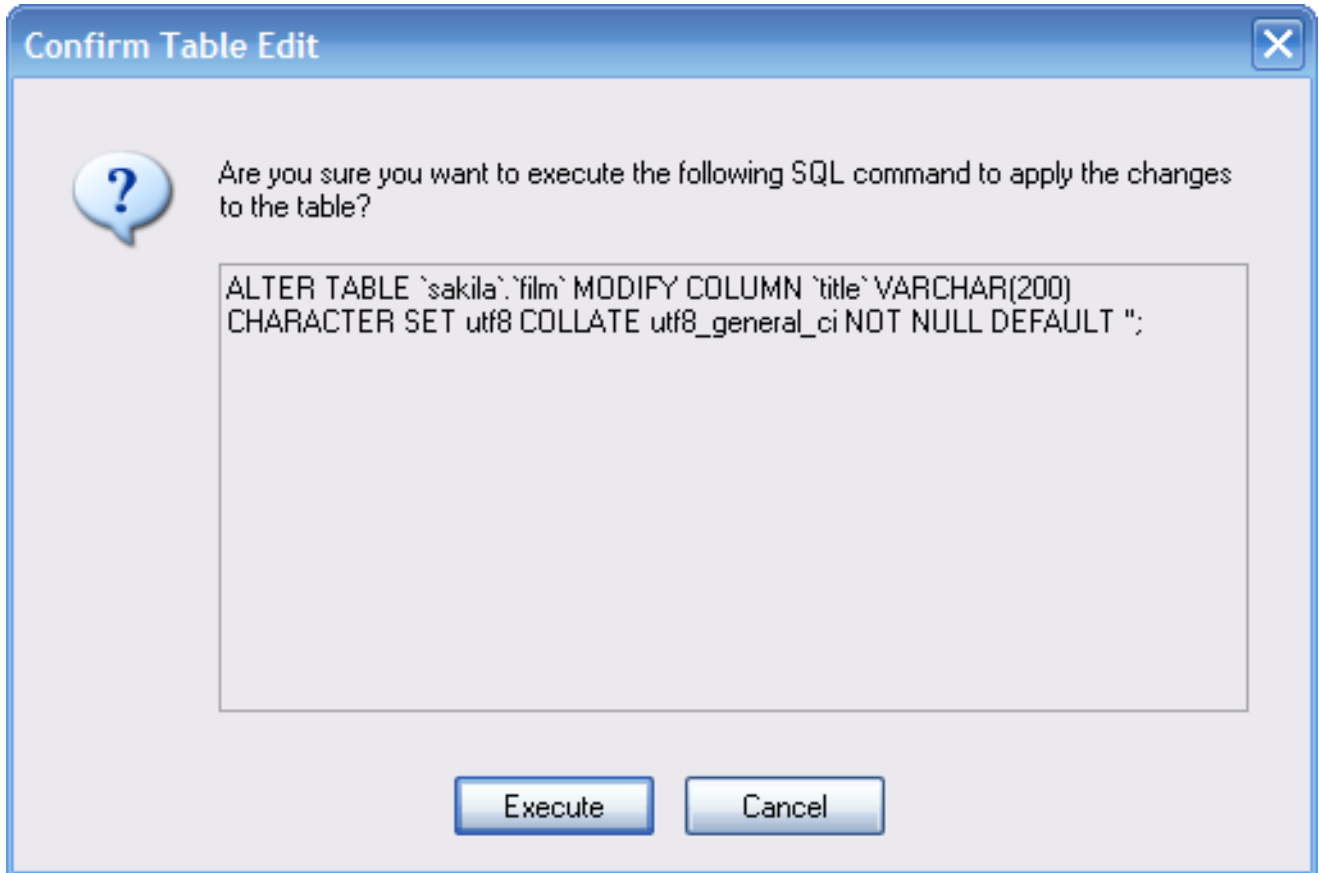 Confirm Table Edit
?
Are you sure you want to execute the following SQL command to apply the changes
to the table?
ALTER TABLE `sakila`.`film` MODIFY COLUMN `title` VARCHAR(200)
CHARACTER SET utf8 COLLATE utf8_general_ci NOT NULL DEFAULT '';
Execute
Cancel